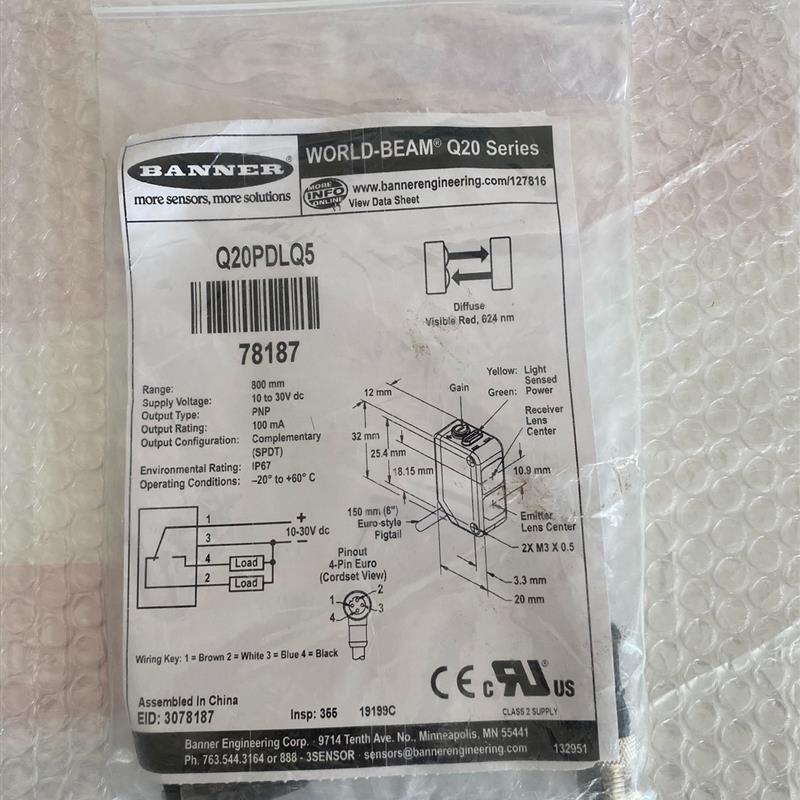 BANNER®
more sensors, more solutions
WORLD-BEAM® Q20 Series
MORE INFO ONLINE
www.bannerengineering.com/127816
View Data Sheet
Q20PDLQ5
78187
Diffuse
Visible Red, 624 nm
Range: 800 mm
Supply Voltage: 10 to 30V dc
Output Type: PNP
Output Rating: 100 mA
Output Configuration: Complementary
(SPDT)
Environmental Rating: IP67
Operating Conditions: –20° to +60° C
Yellow: Light
Sensed
Green: Power
Gain
12 mm
Receiver
Lens
Center
32 mm
25.4 mm
18.15 mm
10.9 mm
150 mm (6")
Euro-style
Pigtail
Emitter
Lens Center
2X M3 X 0.5
3.3 mm
20 mm
1
+
10-30V dc
3
–
4
Load
2
Load
Pinout
4-Pin Euro
(Cordset View)
1
2
3
4
Wiring Key: 1 = Brown 2 = White 3 = Blue 4 = Black
CE c RU® US
CLASS 2 SUPPLY
Assembled In China
EID: 3078187
Insp: 366
19199C
Banner Engineering Corp. · 9714 Tenth Ave. No., Minneapolis, MN 55441
Ph. 763.544.3164 or 888 - 3SENSOR · sensors@bannerengineering.com
132951